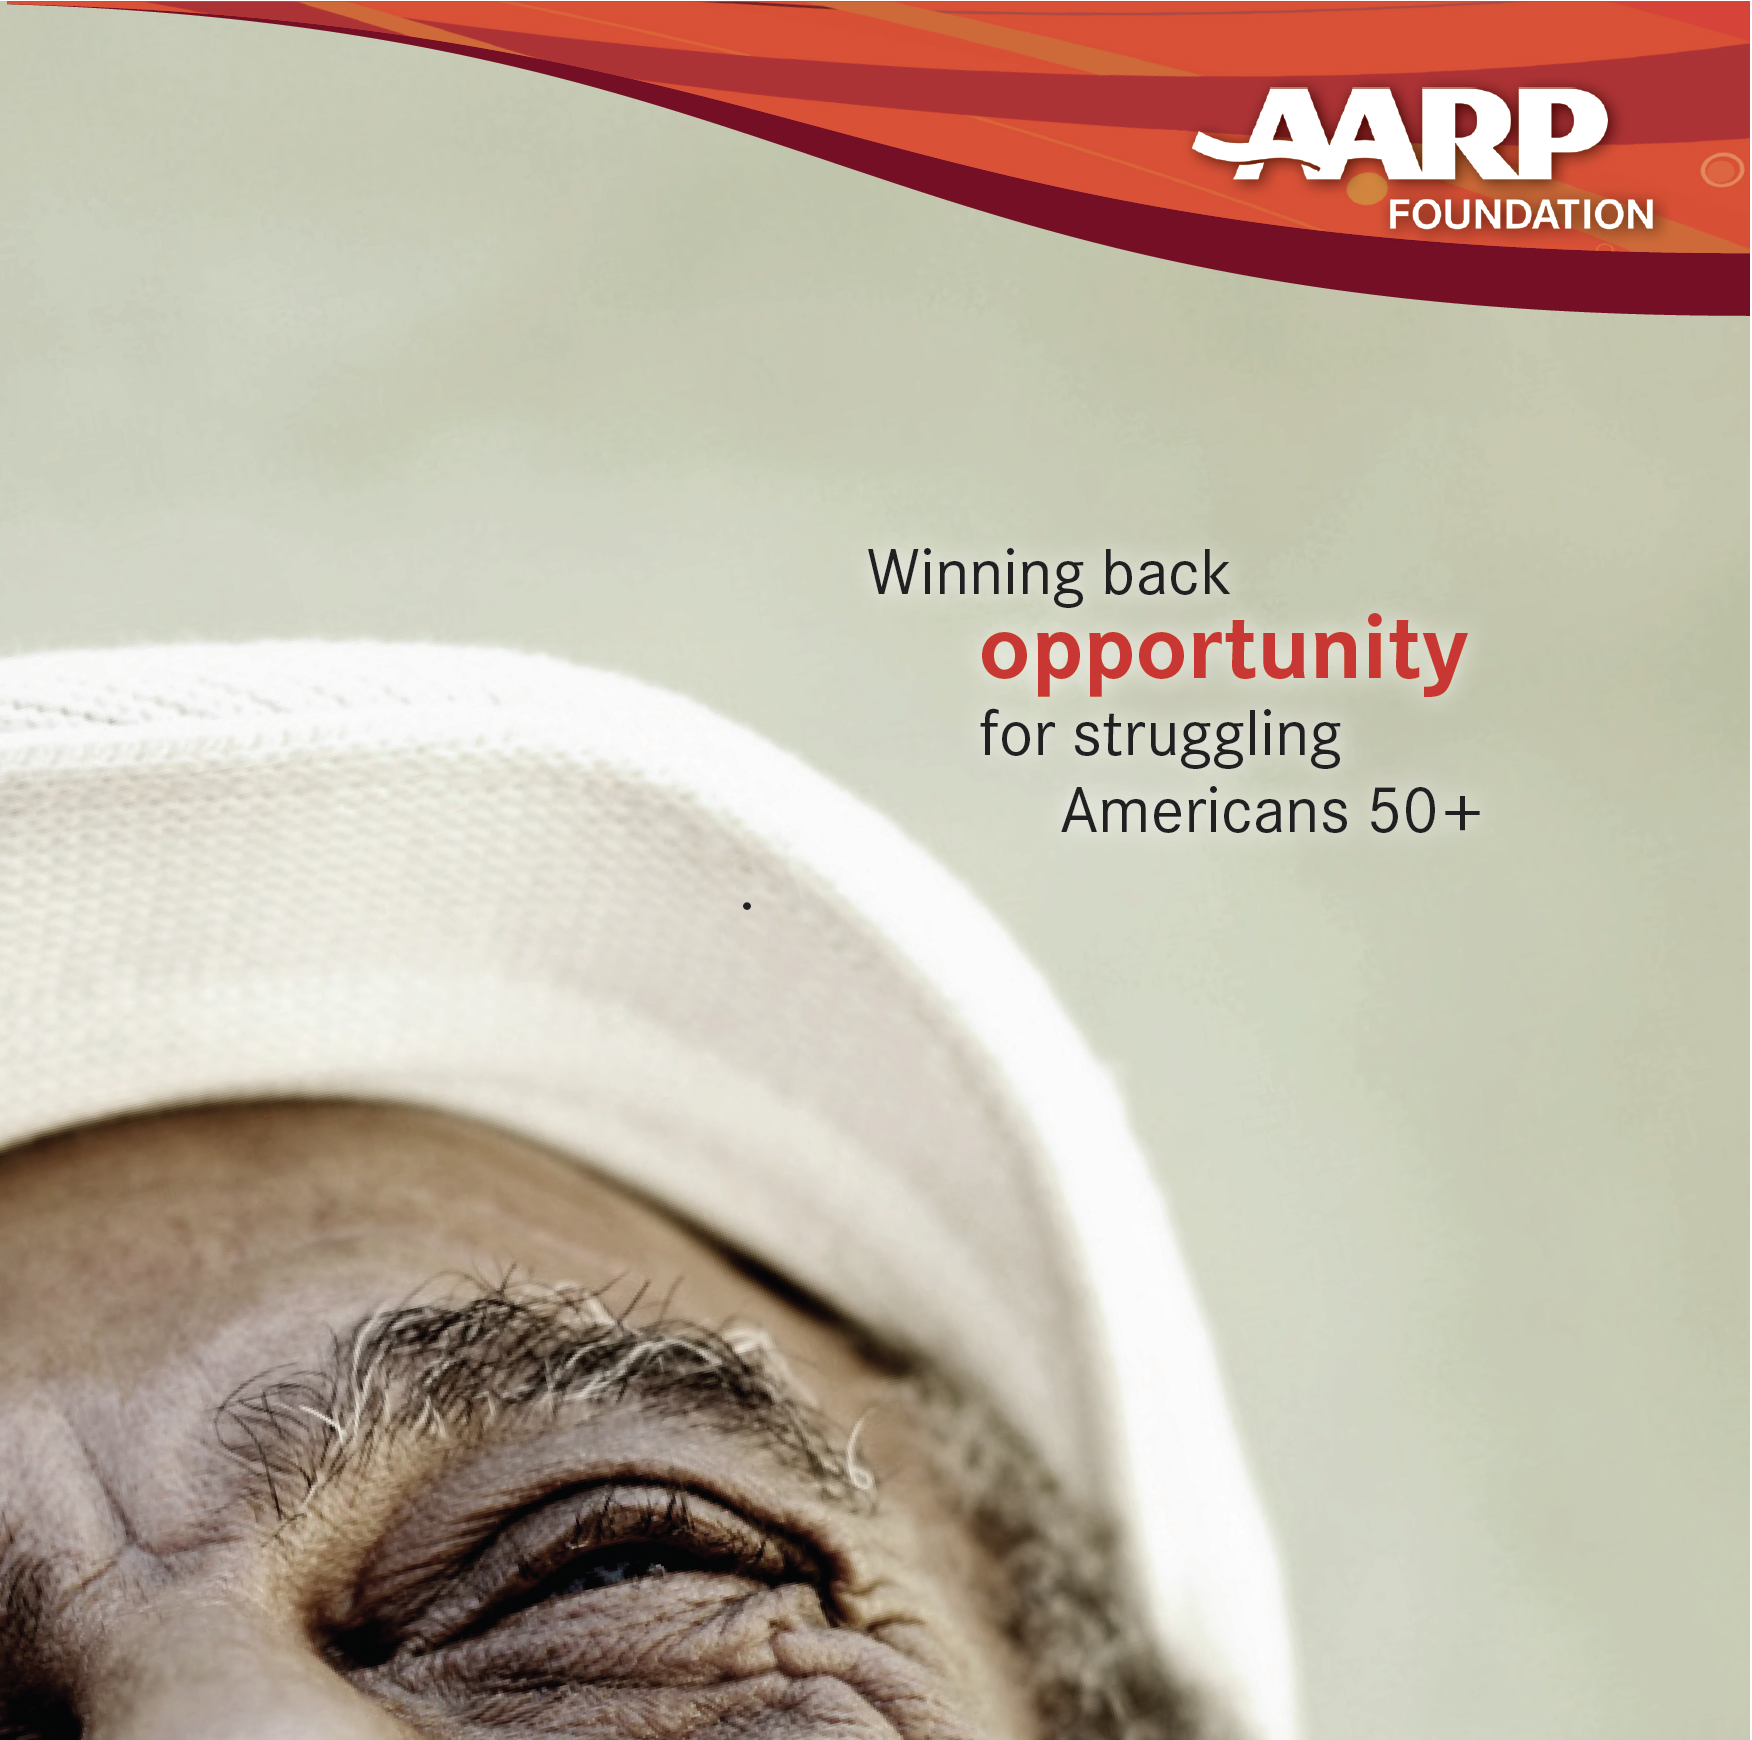 AARP
FOUNDATION
Winning back
opportunity
for struggling
Americans 50+